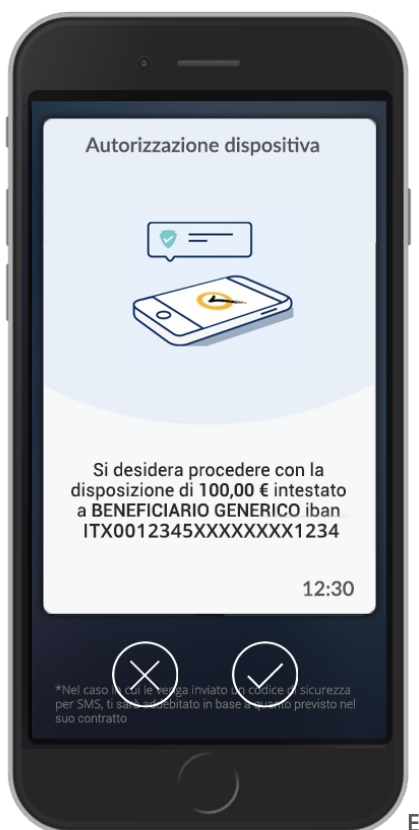 Autorizzazione dispositiva
Si desidera procedere con la
disposizione di 100,00 € intestato
a BENEFICIARIO GENERICO iban
ITX0012345XXXXXXXX1234
12:30
*Nel caso in cui le venga inviato un codice di sicurezza
per SMS, ti sarà addebitato in base a quanto previsto nel
suo contratto
E